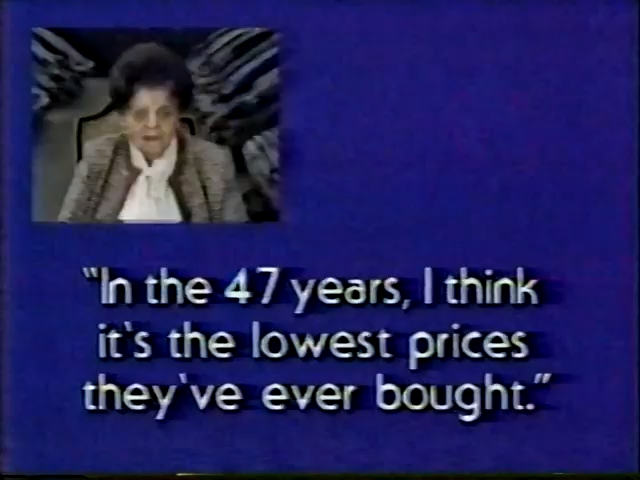 "In the 47 years, I think
it's the lowest prices
they've ever bought."